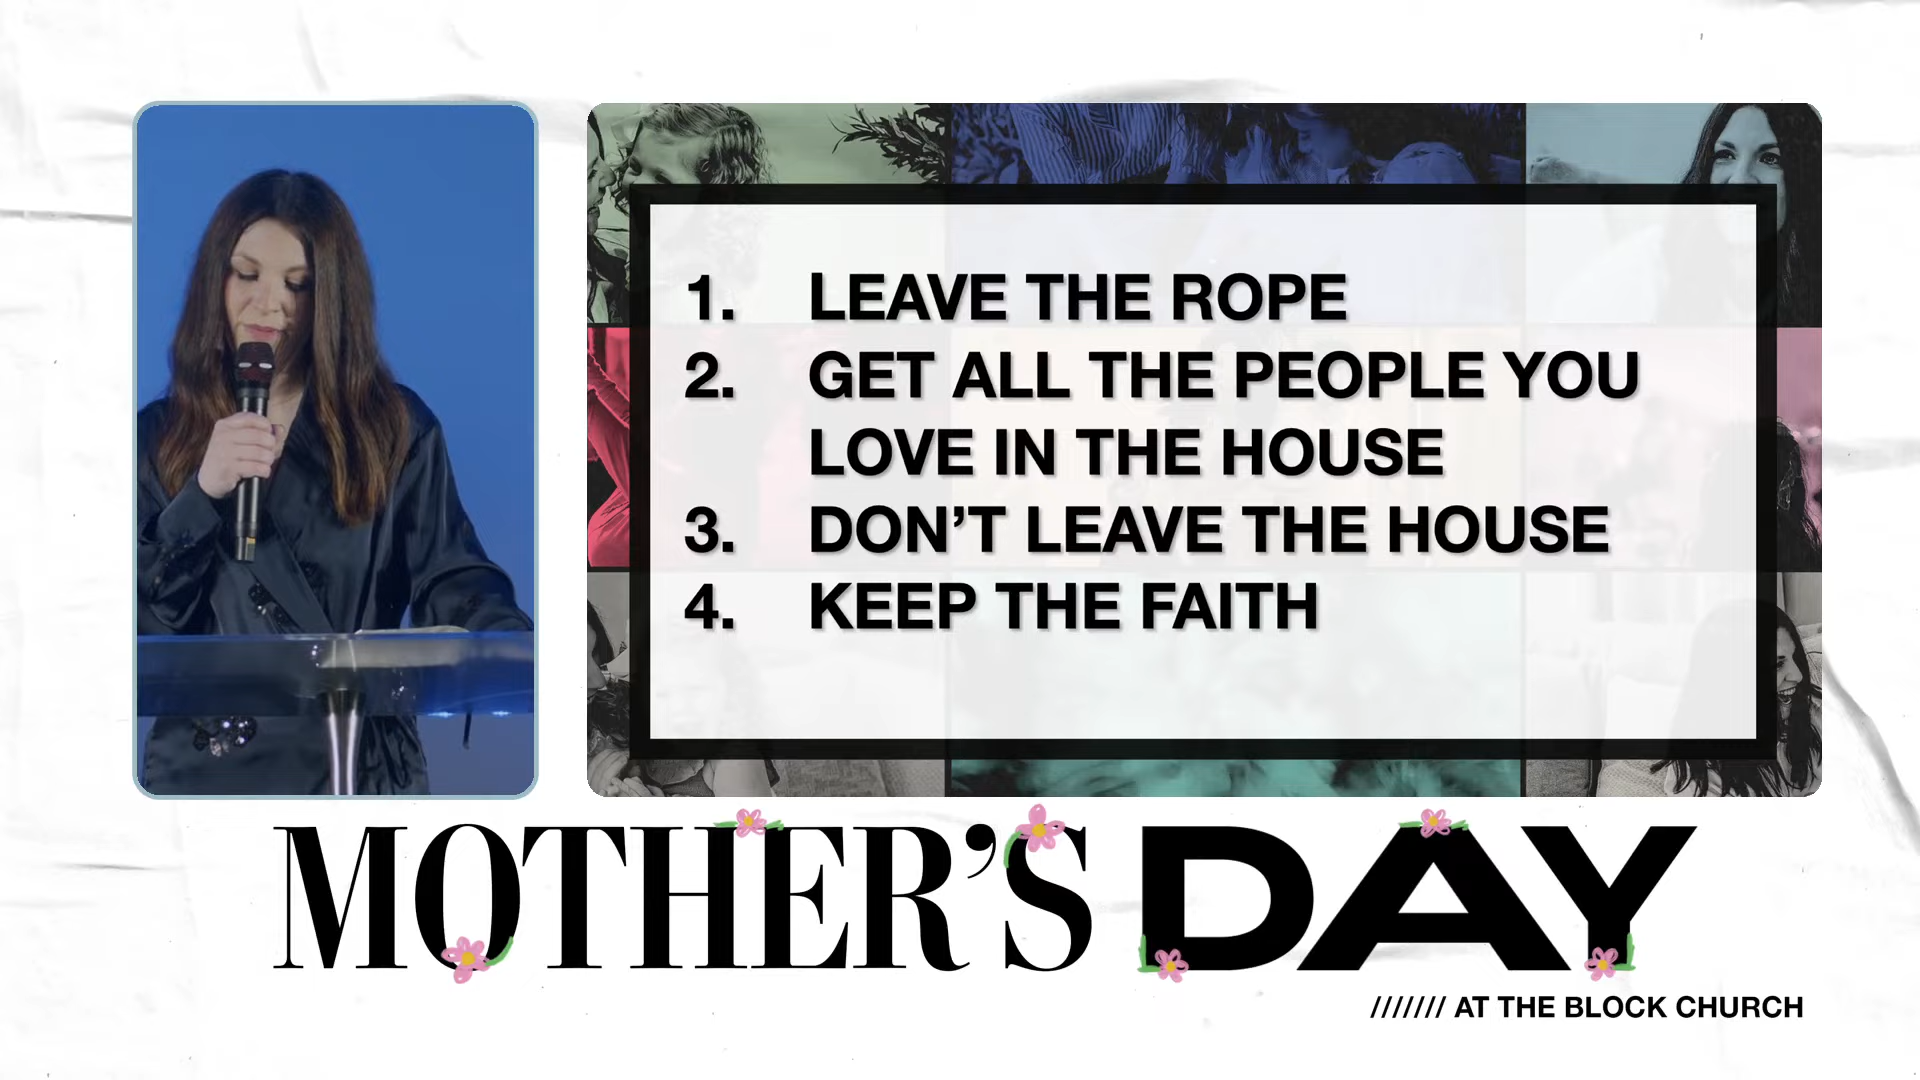 1. LEAVE THE ROPE
2. GET ALL THE PEOPLE YOU
LOVE IN THE HOUSE
3. DON’T LEAVE THE HOUSE
4. KEEP THE FAITH
MOTHER’S DAY
/////// AT THE BLOCK CHURCH